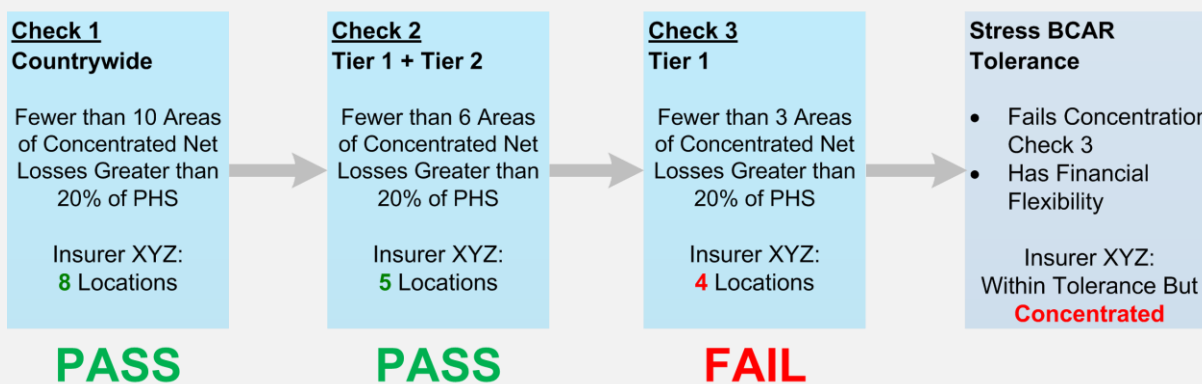 Check 1
Countrywide
Fewer than 10 Areas
of Concentrated Net
Losses Greater than
20% of PHS
Insurer XYZ:
8 Locations
PASS
Check 2
Tier 1 + Tier 2
Fewer than 6 Areas
of Concentrated Net
Losses Greater than
20% of PHS
Insurer XYZ:
5 Locations
PASS
Check 3
Tier 1
Fewer than 3 Areas
of Concentrated Net
Losses Greater than
20% of PHS
Insurer XYZ:
4 Locations
FAIL
Stress BCAR
Tolerance
• Fails Concentration
Check 3
• Has Financial
Flexibility
Insurer XYZ:
Within Tolerance But
Concentrated